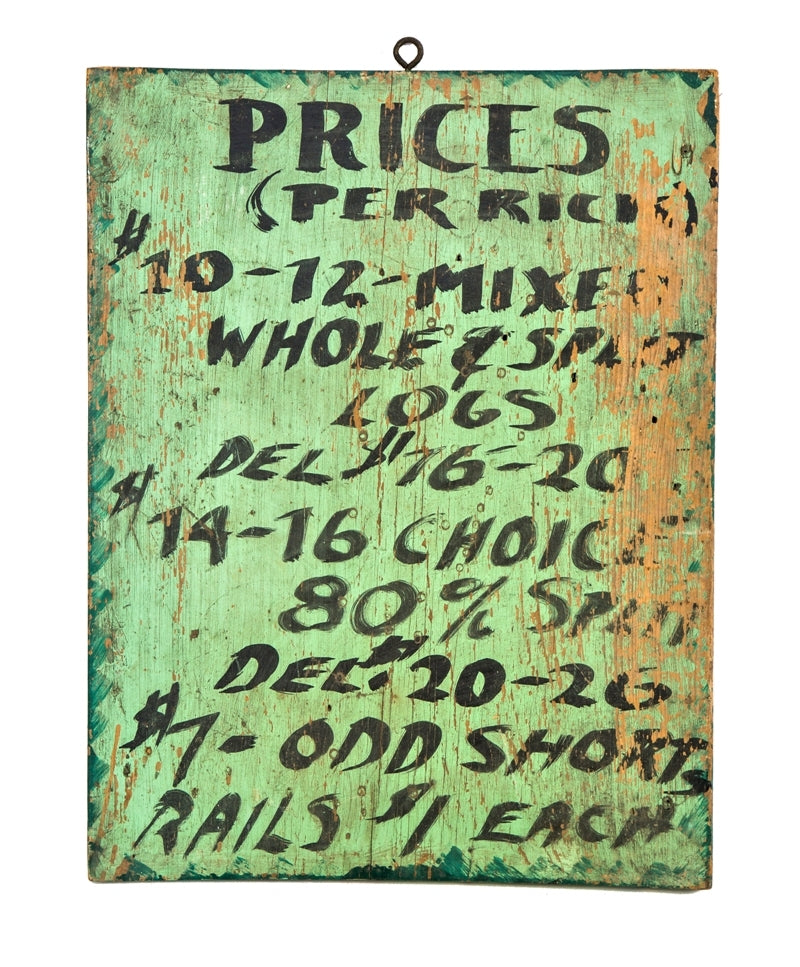 PRICES
(PER RICK)
$10-12-MIXED
WHOLE & SPLIT
LOGS
DEL $16-20
$14-16 CHOICE
80% SPLIT
DEL. $20-26
$7-ODD SHORTS
RAILS $1 EACH